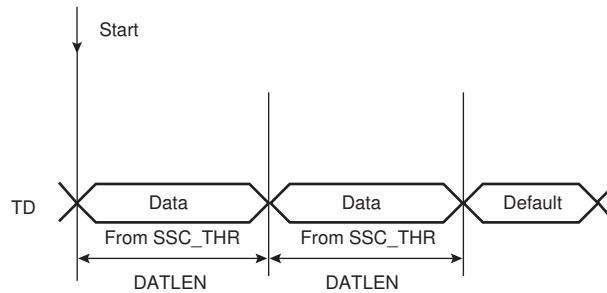 Start
TD
Data
Data
Default
From SSC_THR
From SSC_THR
DATLEN
DATLEN